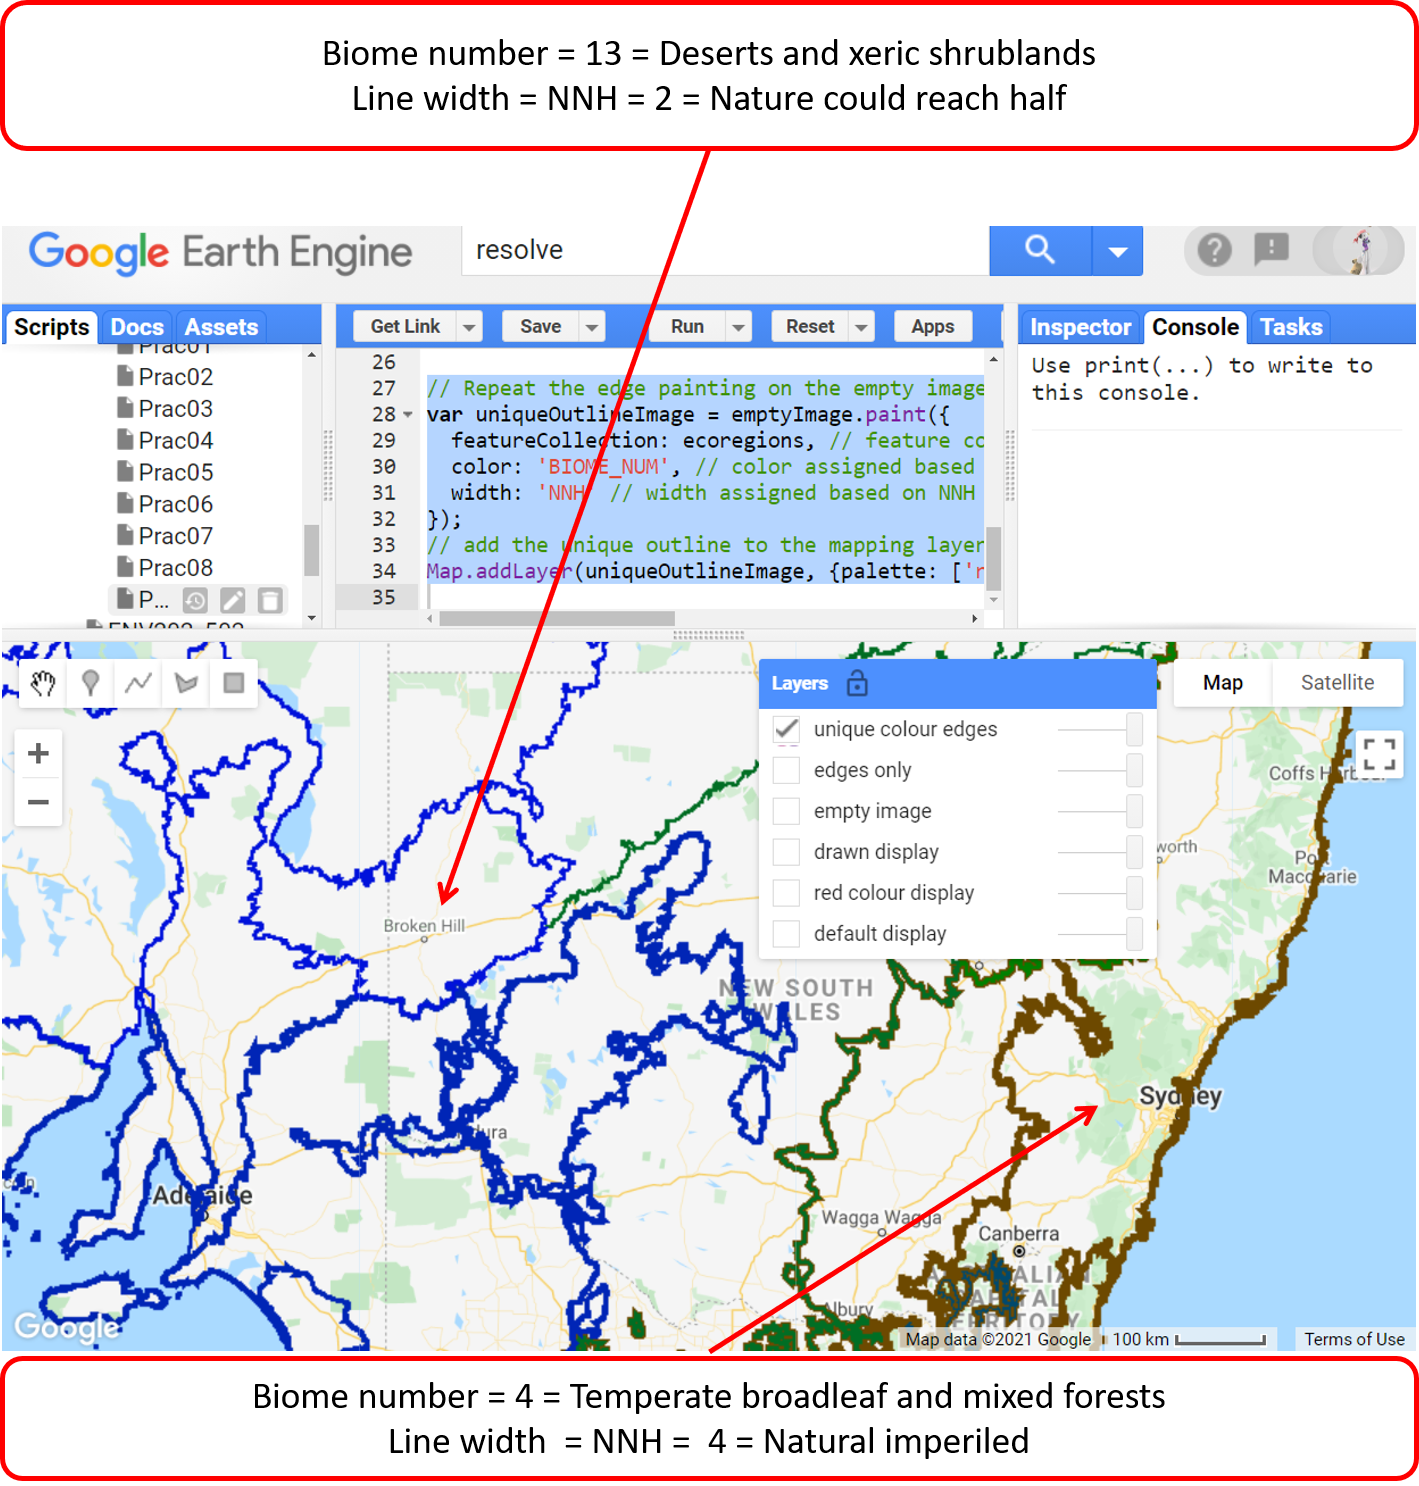 Biome number = 13 = Deserts and xeric shrublands
Line width = NNH = 2 = Nature could reach half
Google Earth Engine
resolve
Scripts
Docs
Assets
Get Link
Save
Run
Reset
Apps
Inspector
Console
Tasks
Prac01
Prac02
Prac03
Prac04
Prac05
Prac06
Prac07
Prac08
P...
26
27 // Repeat the edge painting on the empty image
28 var uniqueOutlineImage = emptyImage.paint({
29 featureCollection: ecoregions, // feature co
30 color: 'BIOME_NUM', // color assigned based
31 width: 'NNH' // width assigned based on NNH
32 });
33 // add the unique outline to the mapping layer
34 Map.addLayer(uniqueOutlineImage, {palette: ['r
35
Use print(...) to write to
this console.
Layers
unique colour edges
edges only
empty image
drawn display
red colour display
default display
Map
Satellite
Coffs Harbour
worth
Port
Macquarie
Broken Hill
NEW SOUTH
WALES
Sydney
dura
Adelaide
Wagga Wagga
Canberra
AUSTRALIAN
CAPITAL
TERRITORY
Albury
Google
Map data ©2021 Google
100 km
Terms of Use
Biome number = 4 = Temperate broadleaf and mixed forests
Line width = NNH = 4 = Natural imperiled